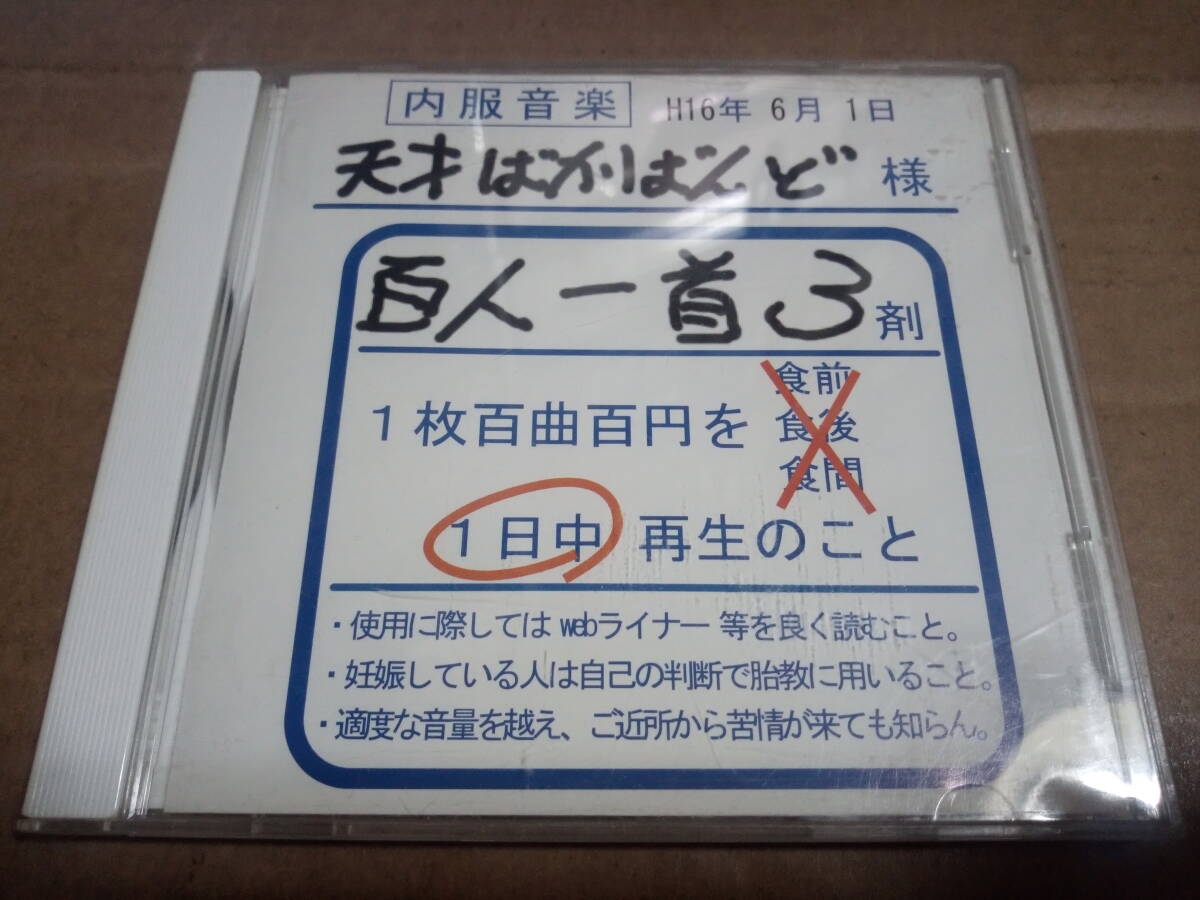 内服音楽 H16年 6月 1日
天才ばかばんど 様
百人一首3 剤
1枚百曲百円を 食前
食後
食間
1日中 再生のこと
・使用に際しては webライナー 等を良く読むこと。
・妊娠している人は自己の判断で胎教に用いること。
・適度な音量を越え、ご近所から苦情が来ても知らん。